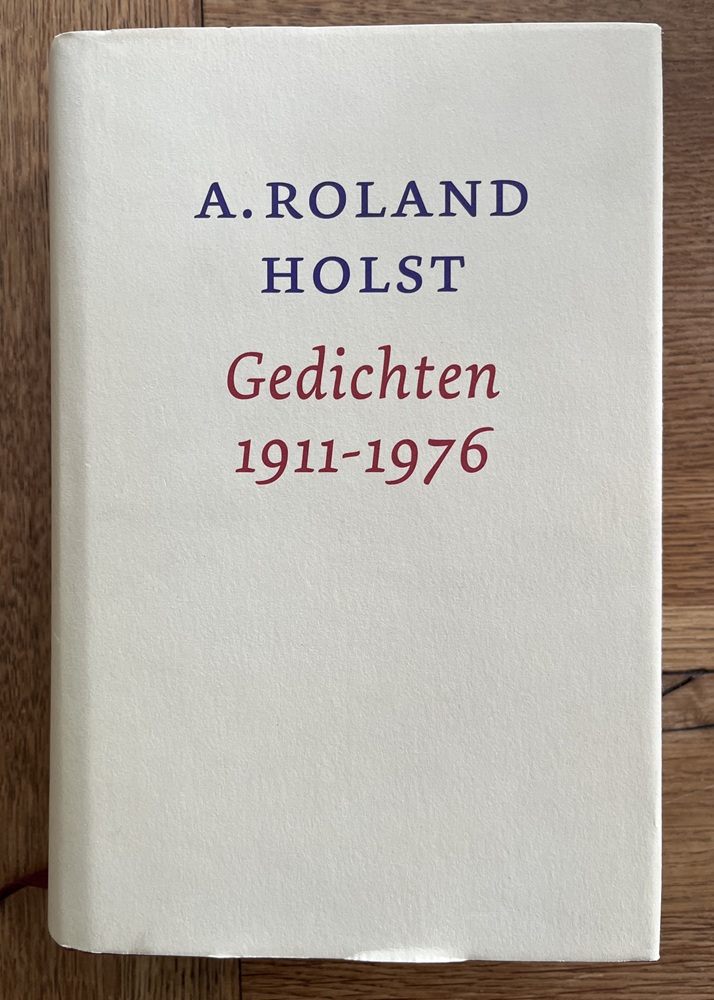 A. ROLAND
HOLST
Gedichten
1911-1976